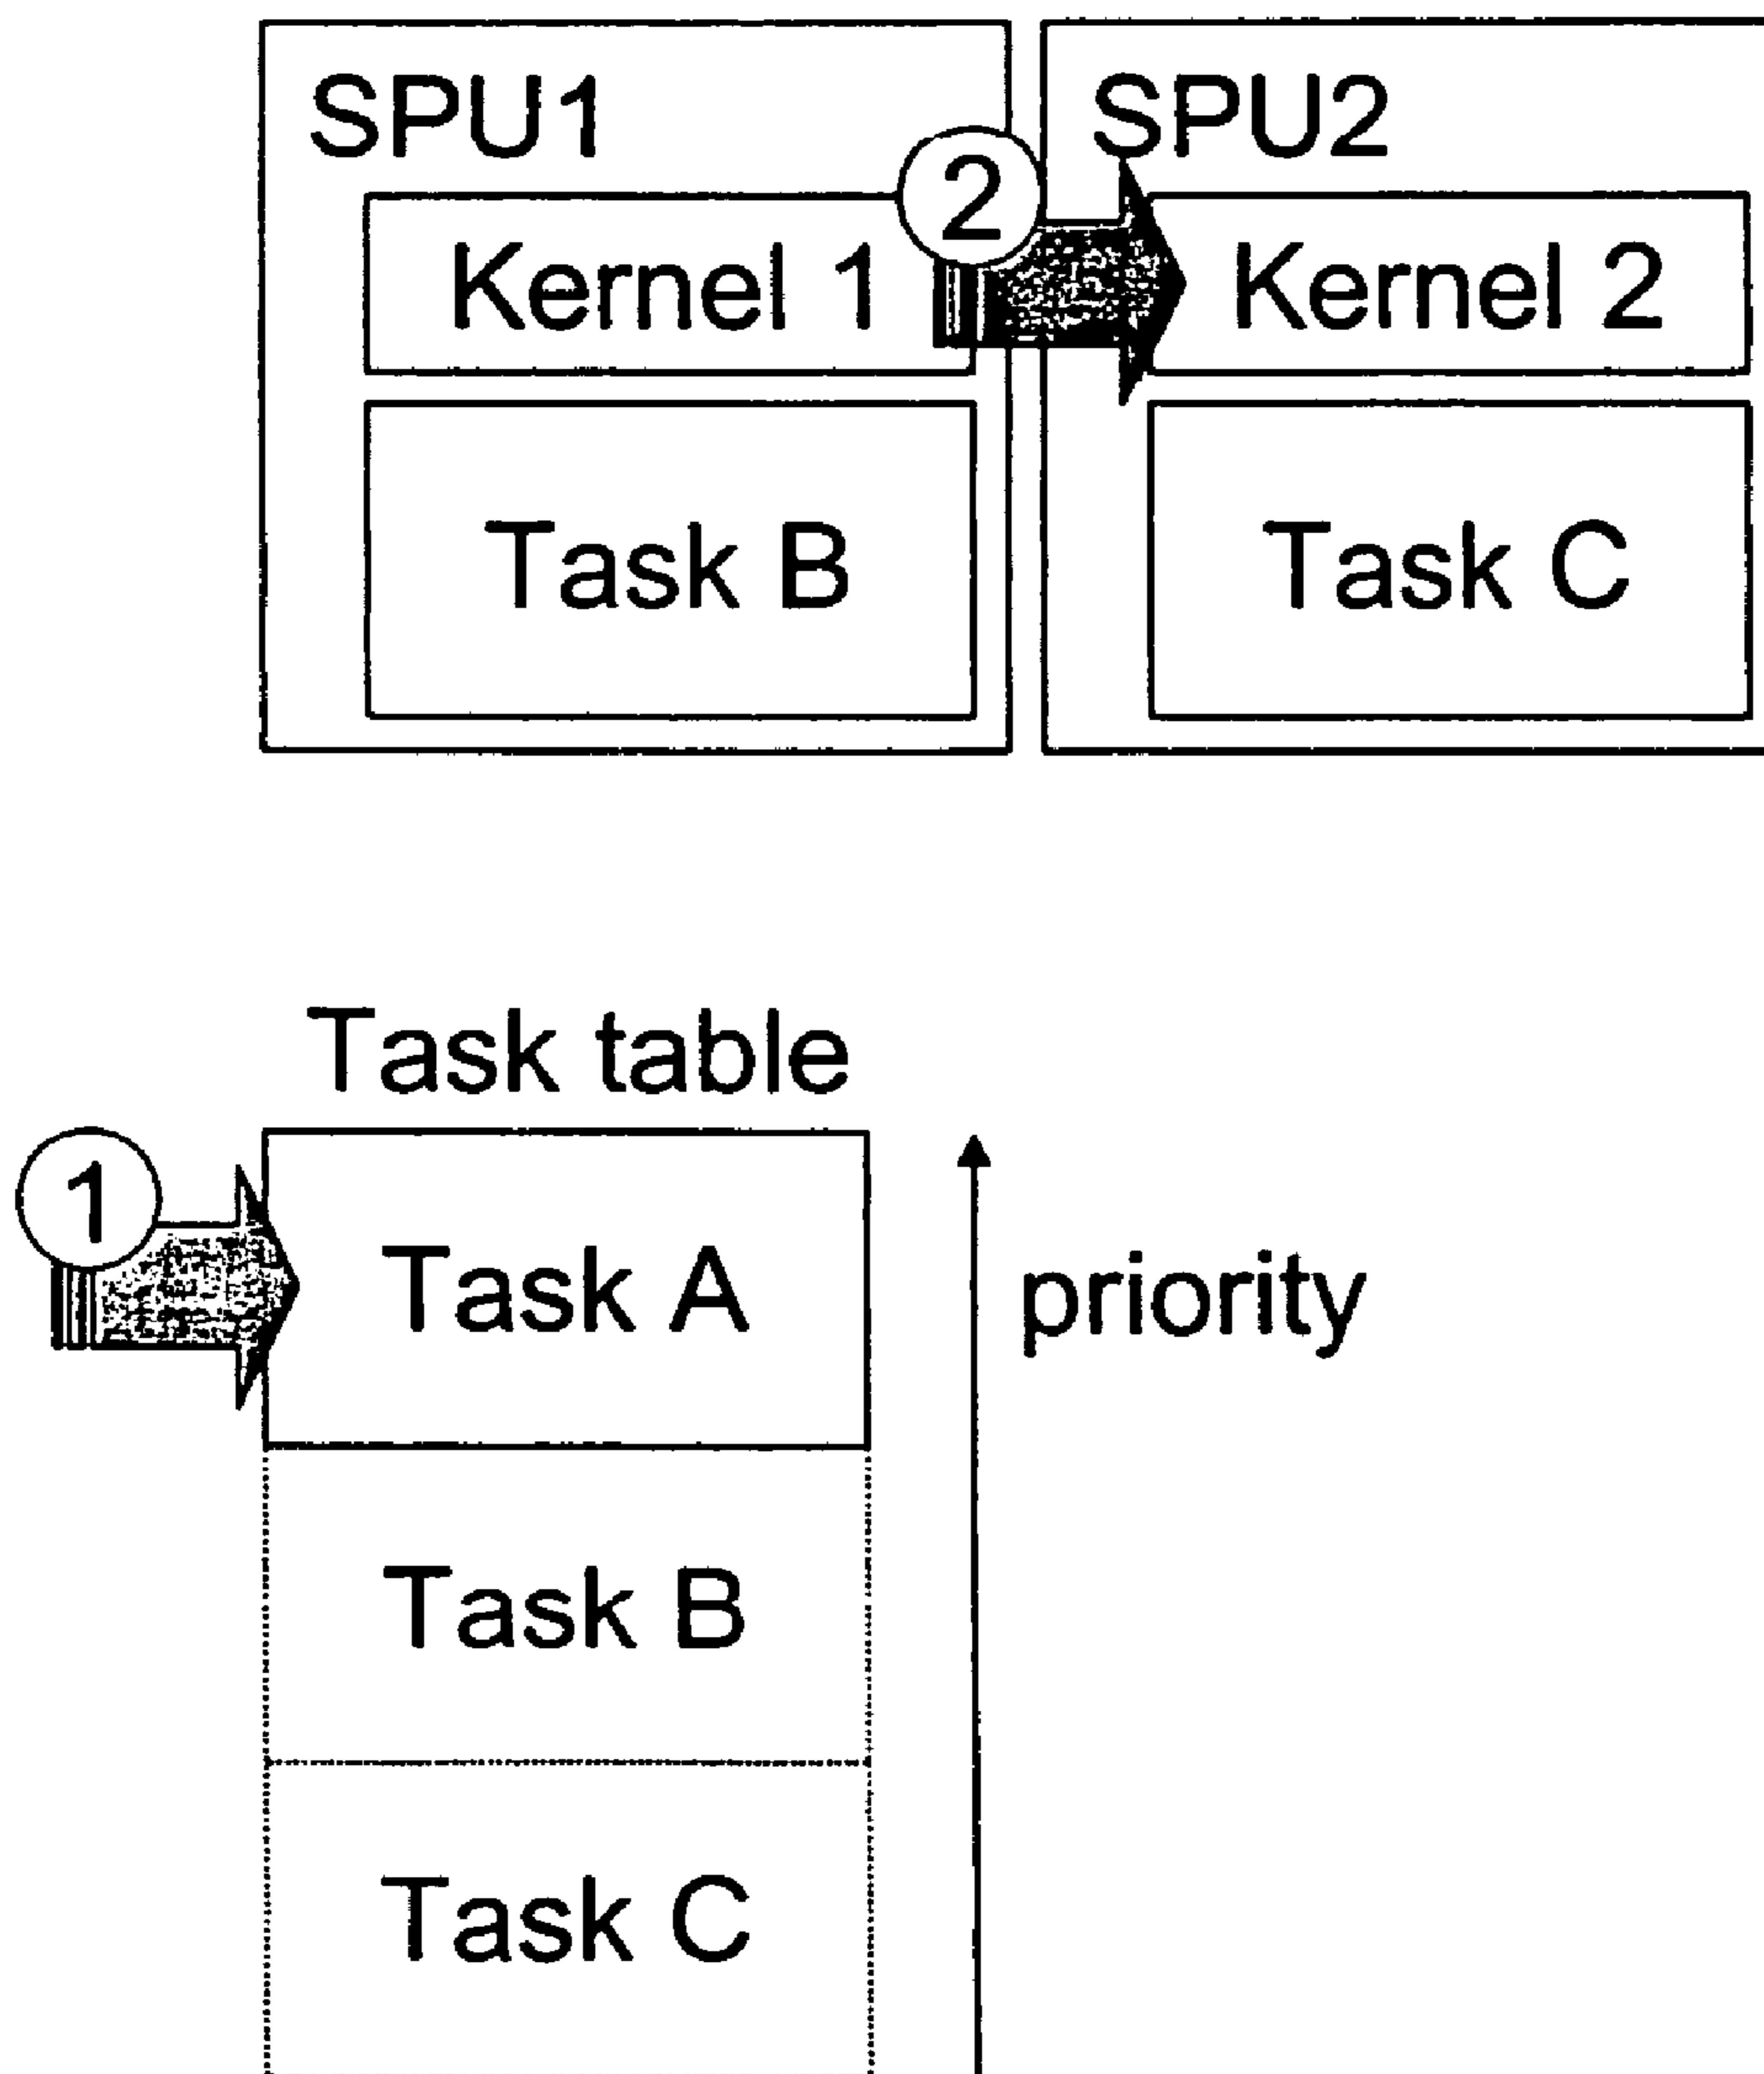 SPU1
SPU2
2
Kernel 1
Kernel 2
Task B
Task C
Task table
1
Task A
priority
Task B
Task C